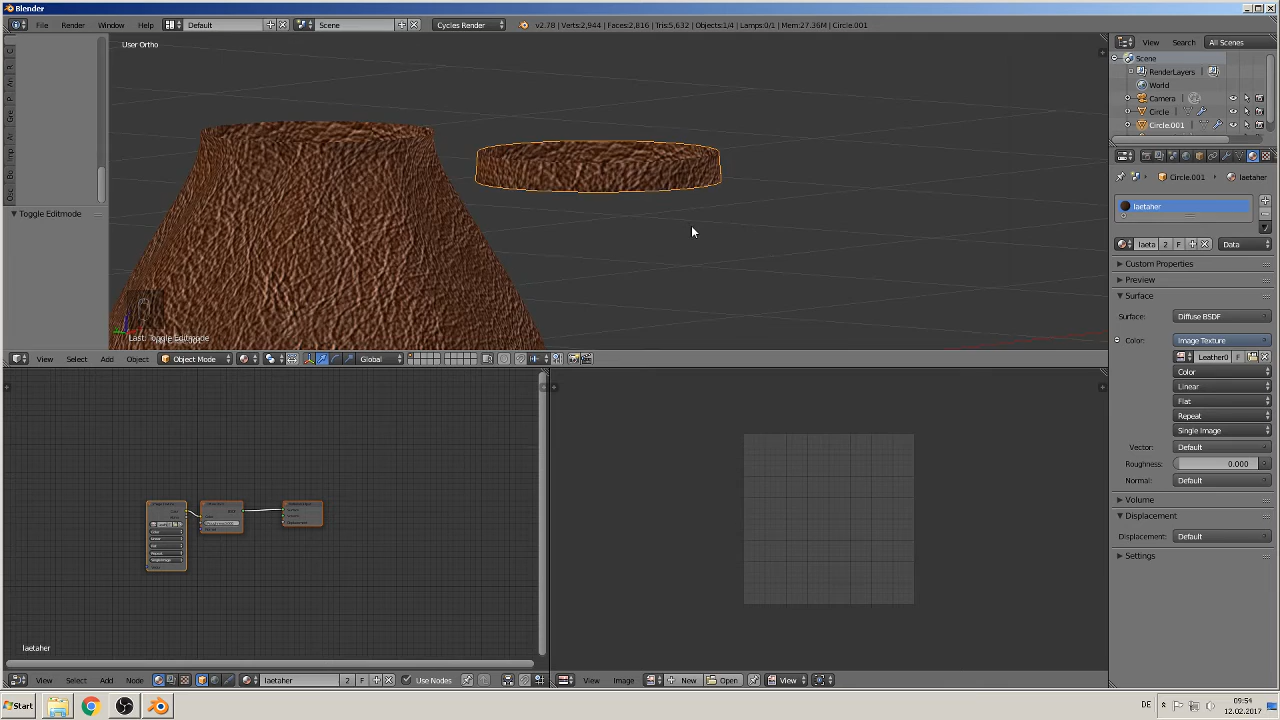 Blender
File Render Window Help Default Scene Cycles Render v2.78 | Verts:2,944 | Faces:2,816 | Tris:5,632 | Objects:1/4 | Lamps:0/1 | Mem:27.36M | Circle.001
User Ortho
Toggle Editmode
Last: Toggle Editmode
View Select Add Object Object Mode Global
View Search All Scenes
Scene
RenderLayers
World
Camera
Circle
Circle.001
Circle.001 laetaher
laetaher
laeta 2 F Data
Custom Properties
Preview
Surface
Surface: Diffuse BSDF
Color: Image Texture
Leather0 F
Color
Linear
Flat
Repeat
Single Image
Vector: Default
Roughness: 0.000
Normal: Default
Volume
Displacement
Displacement: Default
Settings
laetaher
View Select Add Node laetaher 2 F Use Nodes
View Image New Open View
Start
DE
09:54
12.02.2017